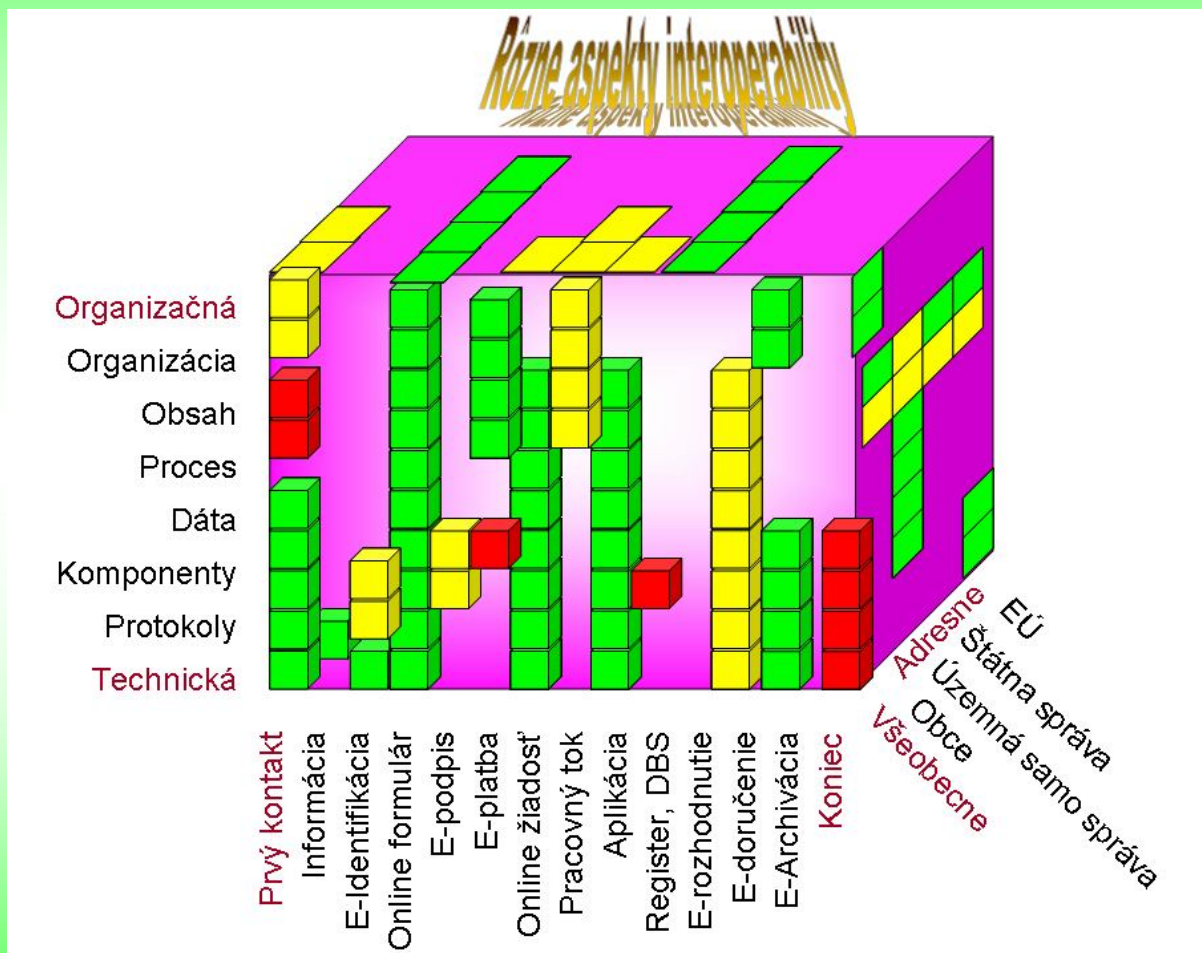 Rôzne aspekty interoperability
Organizačná
Organizácia
Obsah
Proces
Dáta
Komponenty
Protokoly
Technická
Prvý kontakt
Informácia
E-Identifikácia
Online formulár
E-podpis
E-platba
Online žiadosť
Pracovný tok
Aplikácia
Register, DBS
E-rozhodnutie
E-doručenie
E-Archivácia
Koniec
Všeobecne
Obce
Územná samo správa
Štátna správa
EÚ
Adresne